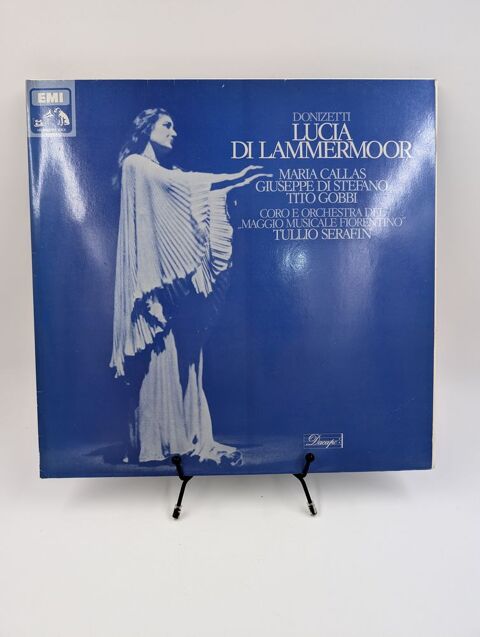 EMI
DONIZETTI
LUCIA
DI LAMMERMOOR
MARIA CALLAS
GIUSEPPE DI STEFANO
TITO GOBBI
CORO E ORCHESTRA DEL
„MAGGIO MUSICALE FIORENTINO“
TULLIO SERAFIN
Dacapo